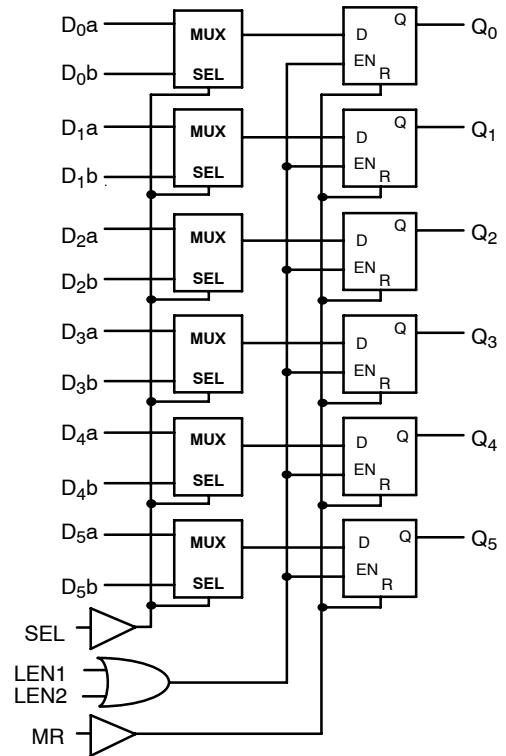 D0a MUX D Q Q0
D0b SEL EN R
D1a MUX D Q Q1
D1b SEL EN R
D2a MUX D Q Q2
D2b SEL EN R
D3a MUX D Q Q3
D3b SEL EN R
D4a MUX D Q Q4
D4b SEL EN R
D5a MUX D Q Q5
D5b SEL EN R
SEL
LEN1
LEN2
MR